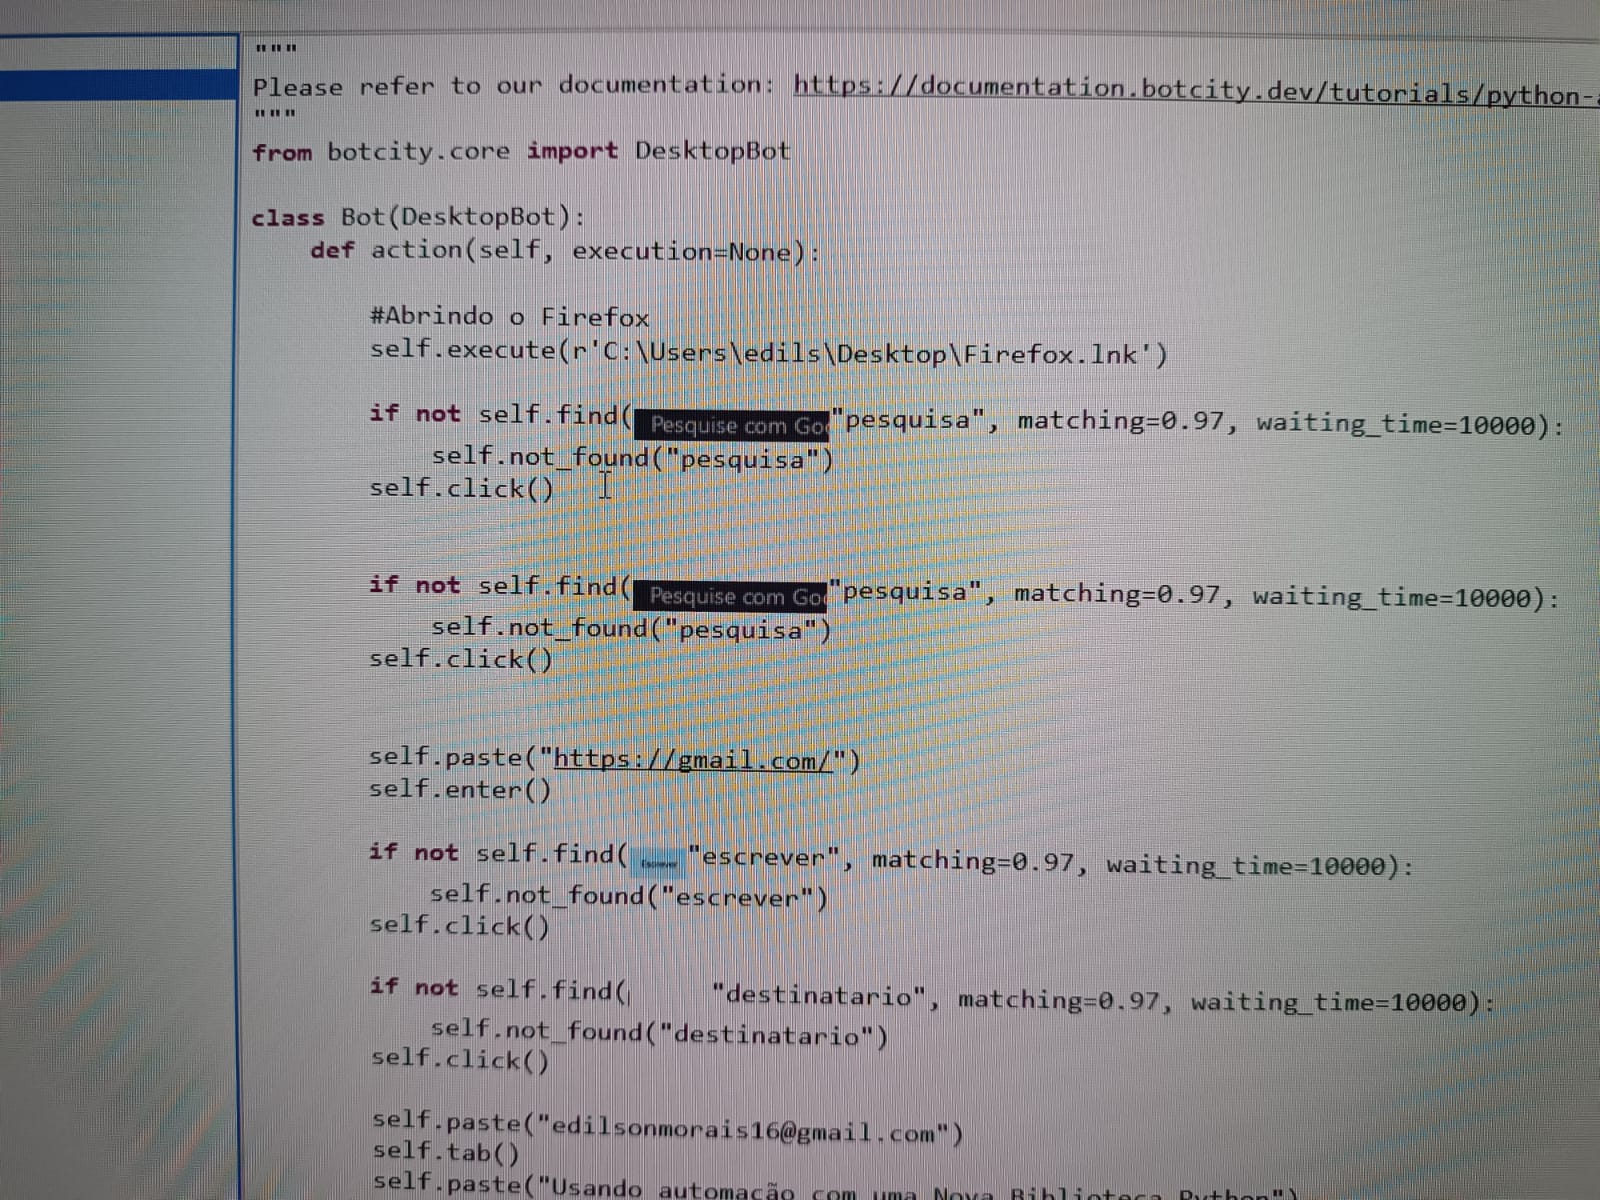 """
Please refer to our documentation: https://documentation.botcity.dev/tutorials/python-
"""
from botcity.core import DesktopBot
class Bot(DesktopBot):
def action(self, execution=None):
#Abrindo o Firefox
self.execute(r'C:\Users\edils\Desktop\Firefox.lnk')
if not self.find( Pesquise com Goo "pesquisa", matching=0.97, waiting_time=10000):
self.not_found("pesquisa")
self.click()
if not self.find( Pesquise com Goo "pesquisa", matching=0.97, waiting_time=10000):
self.not_found("pesquisa")
self.click()
self.paste("https://gmail.com/")
self.enter()
if not self.find( Escrever "escrever", matching=0.97, waiting_time=10000):
self.not_found("escrever")
self.click()
if not self.find( "destinatario", matching=0.97, waiting_time=10000):
self.not_found("destinatario")
self.click()
self.paste("edilsonmorais16@gmail.com")
self.tab()
self.paste("Usando automação com uma Nova Biblioteca Python")